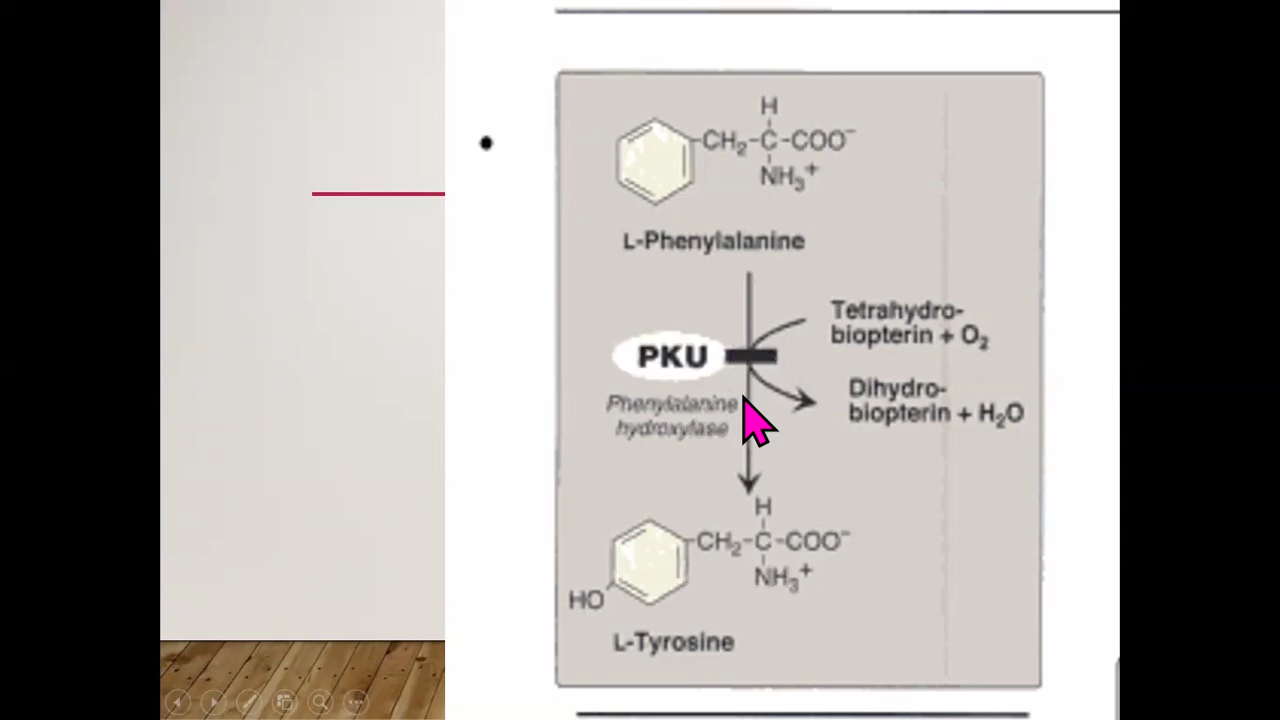 H
CH₂-C-COO⁻
NH₃⁺
L-Phenylalanine
Tetrahydro-
biopterin + O₂
PKU
Dihydro-
biopterin + H₂O
Phenylalanine
hydroxylase
H
CH₂-C-COO⁻
NH₃⁺
HO
L-Tyrosine